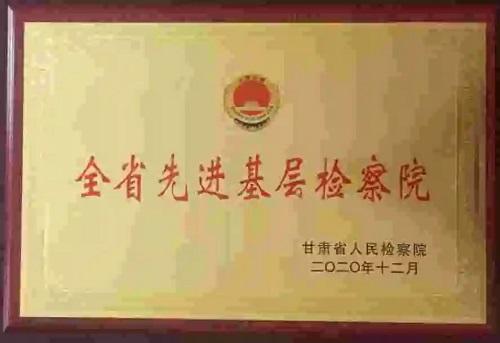 全省先进基层检察院
甘肃省人民检察院
二〇二〇年十二月